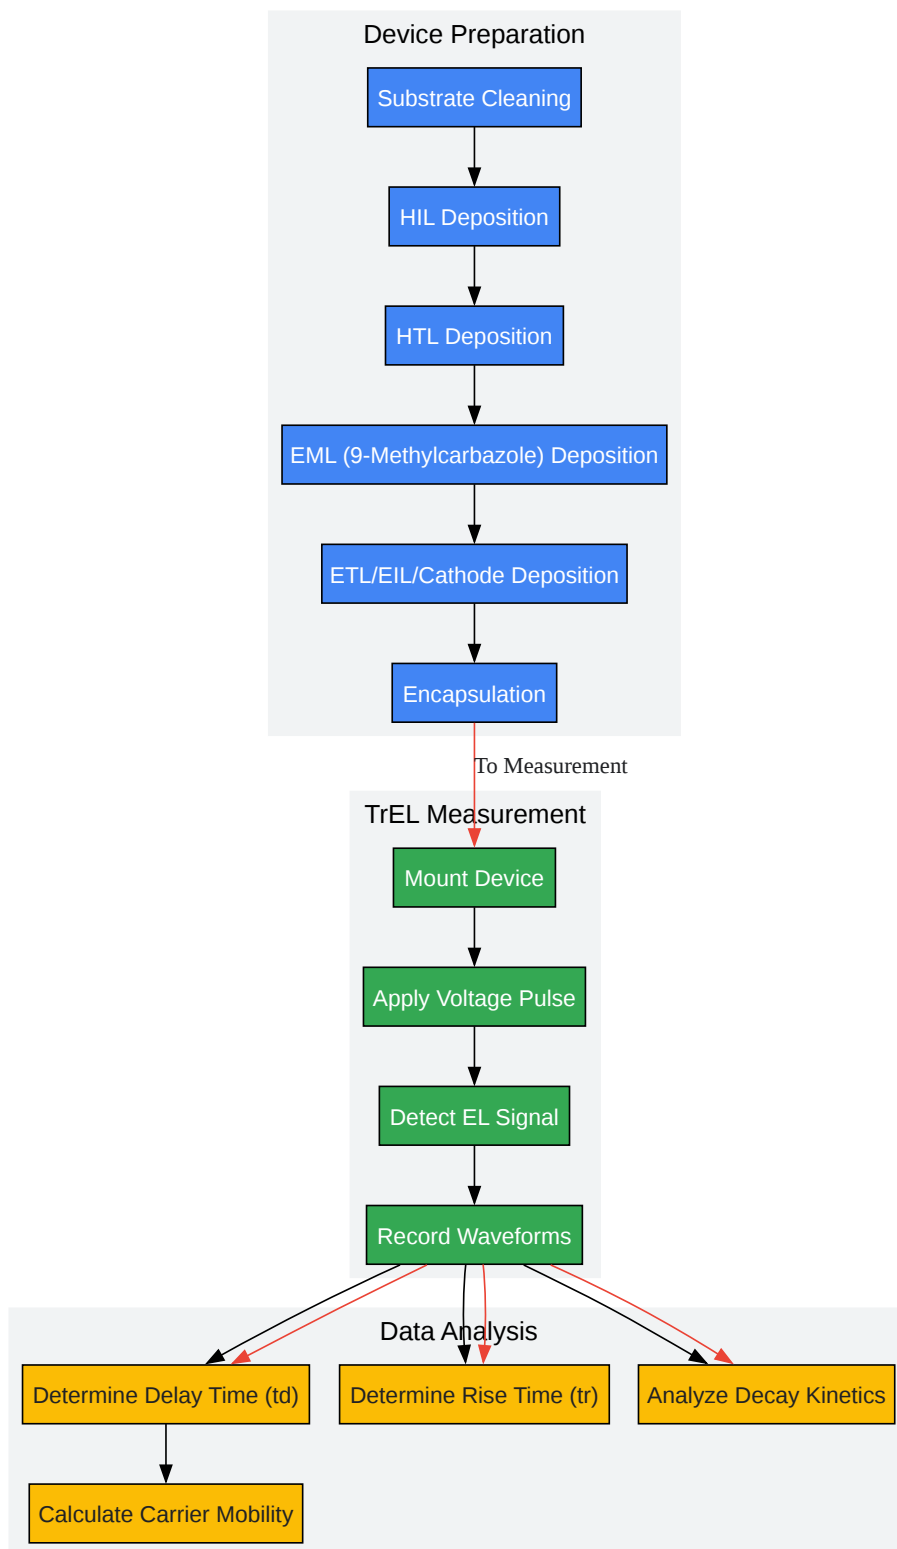 Device Preparation
Substrate Cleaning
HIL Deposition
HTL Deposition
EML (9-Methylcarbazole) Deposition
ETL/EIL/Cathode Deposition
Encapsulation
To Measurement
TrEL Measurement
Mount Device
Apply Voltage Pulse
Detect EL Signal
Record Waveforms
Data Analysis
Determine Delay Time (td)
Determine Rise Time (tr)
Analyze Decay Kinetics
Calculate Carrier Mobility